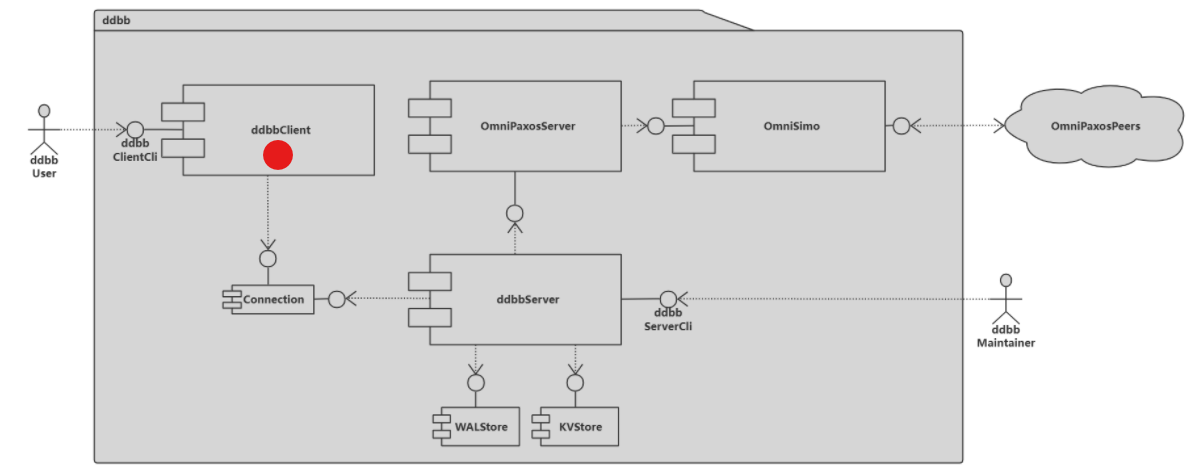 ddbb
ddbbClient
OmniPaxosServer
OmniSimo
OmniPaxosPeers
ddbb
ClientCli
ddbb
User
Connection
ddbbServer
ddbb
ServerCli
ddbb
Maintainer
WALStore
KVStore